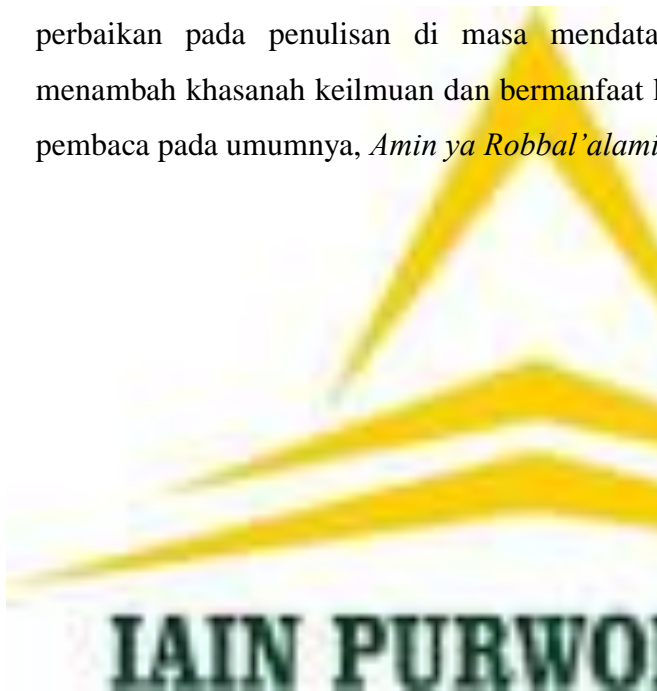 perbaikan pada penulisan di masa mendata
menambah khasanah keilmuan dan bermanfaat
pembaca pada umumnya, Amin ya Robbal’alami
IAIN PURWO